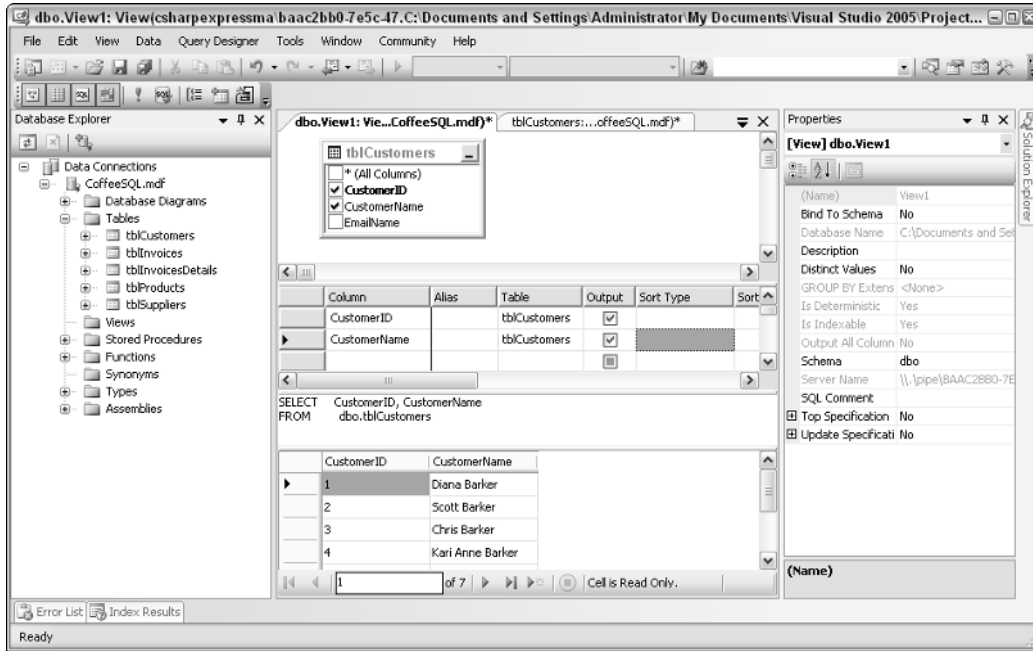 dbo.View1: View(csharpexpressma\baac2bb0-7e5c-47.C:\Documents and Settings\Administrator\My Documents\Visual Studio 2005\Project...
File Edit View Data Query Designer Tools Window Community Help
Database Explorer
Data Connections
CoffeeSQL.mdf
Database Diagrams
Tables
tblCustomers
tblInvoices
tblInvoicesDetails
tblProducts
tblSuppliers
Views
Stored Procedures
Functions
Synonyms
Types
Assemblies
dbo.View1: Vie...CoffeeSQL.mdf)* tblCustomers:...offeeSQL.mdf)*
tblCustomers
* (All Columns)
CustomerID
CustomerName
EmailName
Column Alias Table Output Sort Type Sort
CustomerID tblCustomers
CustomerName tblCustomers
SELECT CustomerID, CustomerName
FROM dbo.tblCustomers
CustomerID CustomerName
1 Diana Barker
2 Scott Barker
3 Chris Barker
4 Kari Anne Barker
1 of 7 Cell is Read Only.
Properties
[View] dbo.View1
(Name) View1
Bind To Schema No
Database Name C:\Documents and Set
Description
Distinct Values No
GROUP BY Extens <None>
Is Deterministic Yes
Is Indexable Yes
Output All Column No
Schema dbo
Server Name \\.\pipe\BAAC2BB0-7E
SQL Comment
Top Specification No
Update Specificati No
(Name)
Solution Explorer
Error List Index Results
Ready